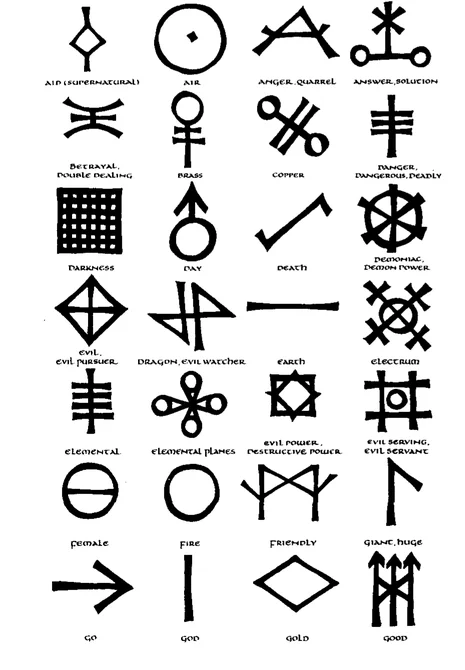 AID (SUPERNATURAL)
AIR
ANGER, QUARREL
ANSWER, SOLUTION
BETRAYAL,
DOUBLE DEALING
BRASS
COPPER
DANGER,
DANGEROUS, DEADLY
DARKNESS
DAY
DEATH
DEMONIAC,
DEMON POWER
EVIL,
EVIL PURSUER
DRAGON, EVIL WATCHER
EARTH
ELECTRUM
ELEMENTAL
ELEMENTAL PLANES
EVIL POWER,
DESTRUCTIVE POWER
EVIL SERVING,
EVIL SERVANT
FEMALE
FIRE
FRIENDLY
GIANT, HUGE
GO
GOD
GOLD
GOOD